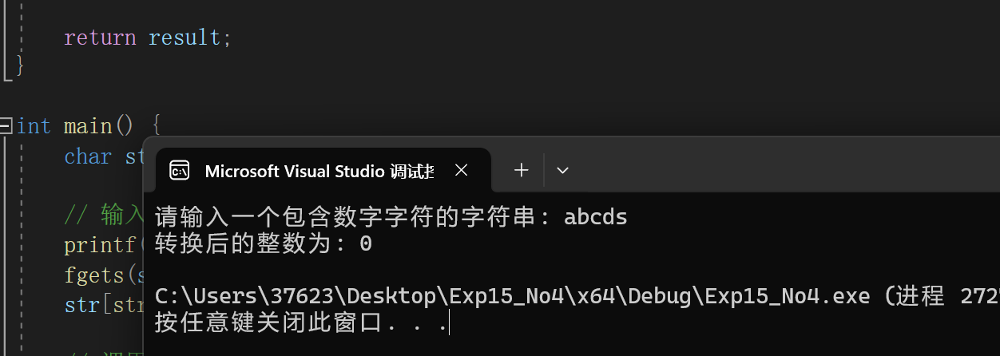 return result;
}
int main() {
char st
// 输入
printf(
fgets(s
str[str
Microsoft Visual Studio 调试控
请输入一个包含数字字符的字符串: abcds
转换后的整数为: 0
C:\Users\37623\Desktop\Exp15_No4\x64\Debug\Exp15_No4.exe (进程 272
按任意键关闭此窗口. . .